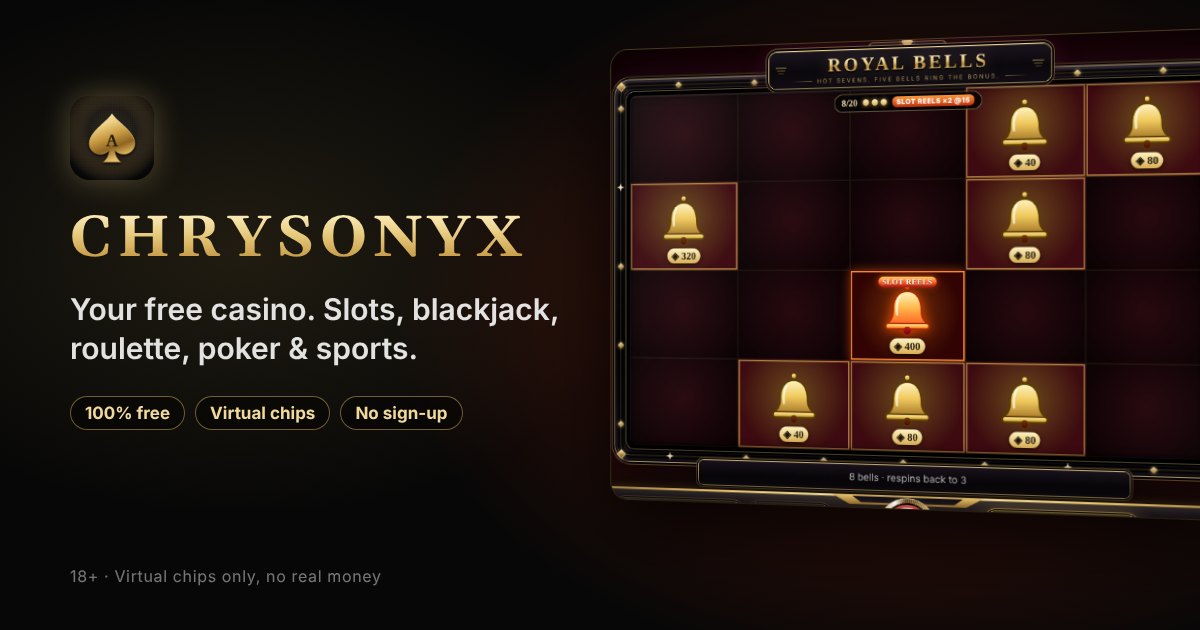 A
CHRYSONYX
Your free casino. Slots, blackjack,
roulette, poker & sports.
100% free
Virtual chips
No sign-up
18+ · Virtual chips only, no real money
ROYAL BELLS
HOT SEVENS. FIVE BELLS RING THE BONUS.
8/20
SLOT REELS ×2 @16
40
80
320
80
SLOT REELS
400
40
80
80
8 bells · respins back to 3